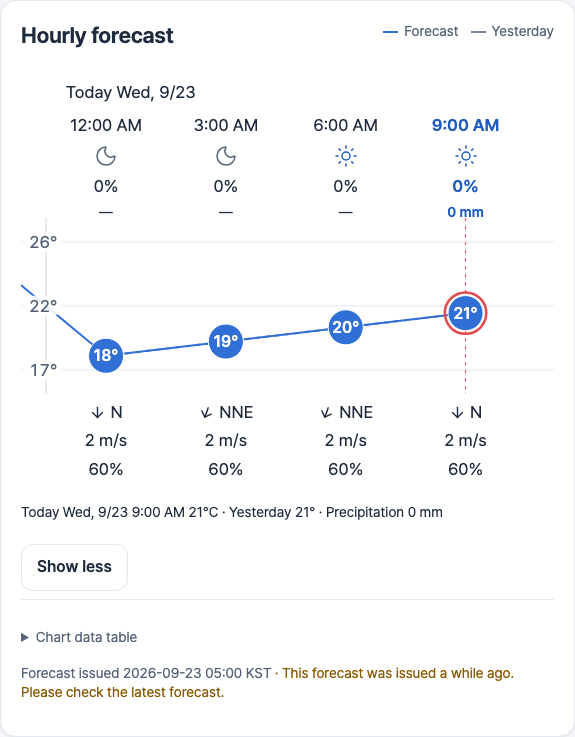 Hourly forecast
Forecast
Yesterday
Today Wed, 9/23
12:00 AM 3:00 AM 6:00 AM 9:00 AM
0% 0% 0% 0%
— — — 0 mm
26°
22°
17°
18° 19° 20° 21°
↓ N ↙ NNE ↙ NNE ↓ N
2 m/s 2 m/s 2 m/s 2 m/s
60% 60% 60% 60%
Today Wed, 9/23 9:00 AM 21°C · Yesterday 21° · Precipitation 0 mm
Show less
▶ Chart data table
Forecast issued 2026-09-23 05:00 KST · This forecast was issued a while ago.
Please check the latest forecast.